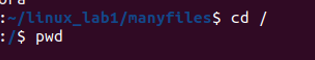 ora
:~/linux_lab1/manyfiles$ cd /
:/$ pwd